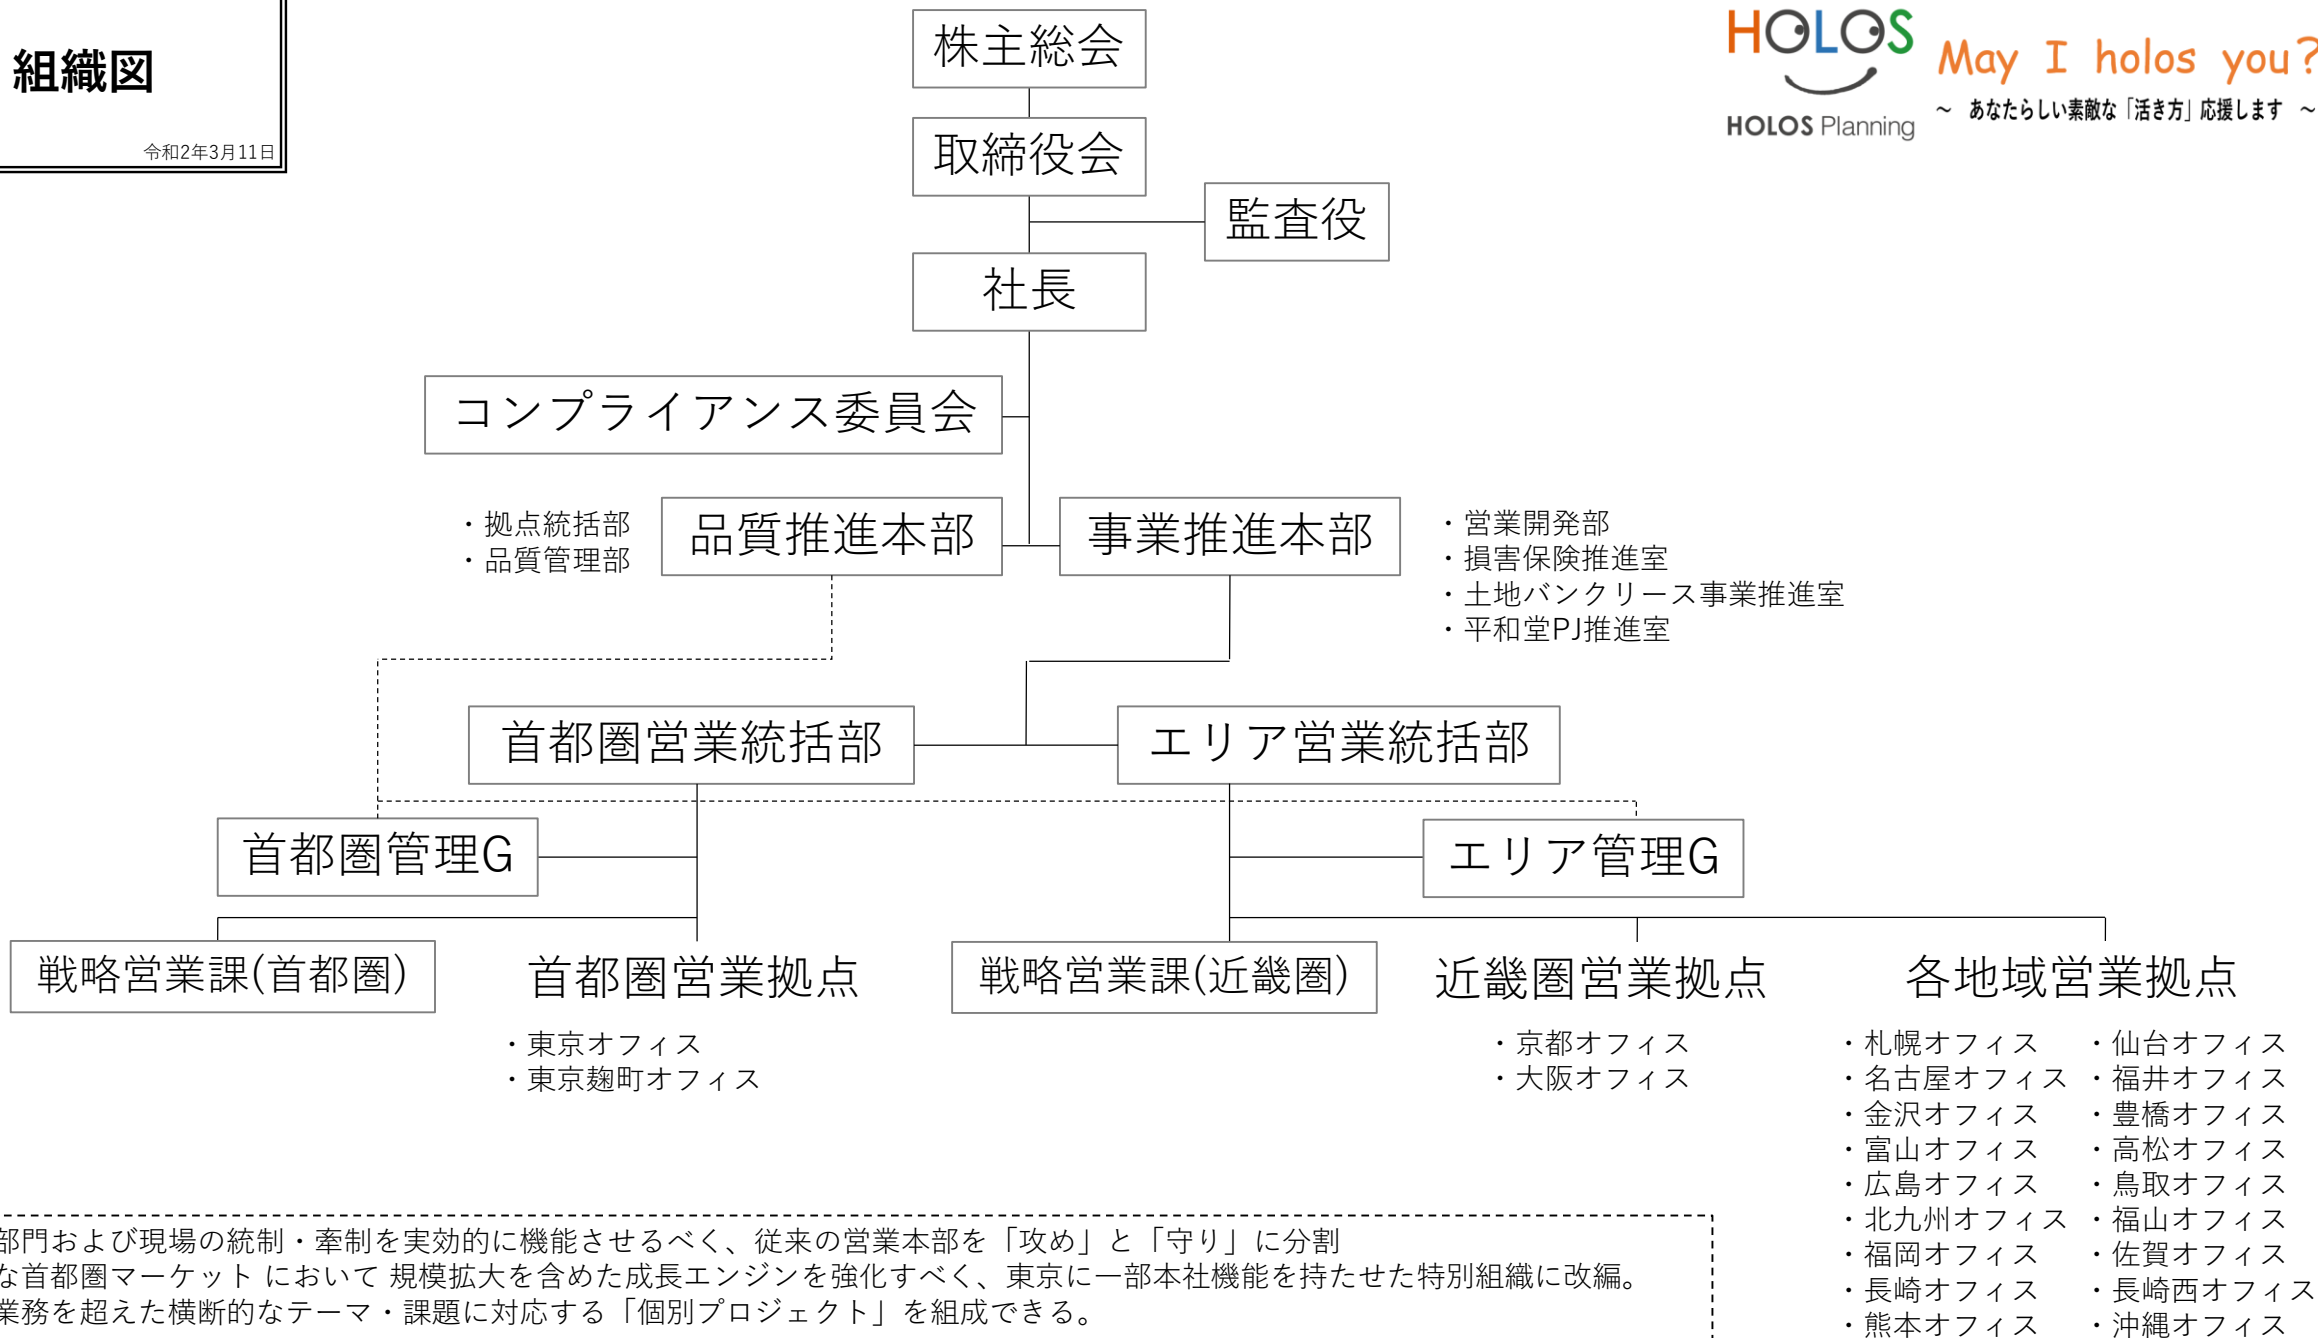 組織図
令和2年3月11日
HOLOS
HOLOS Planning
May I holos you?
～ あなたらしい素敵な「活き方」応援します ～
株主総会
取締役会
監査役
社長
コンプライアンス委員会
・拠点統括部
・品質管理部
品質推進本部
事業推進本部
・営業開発部
・損害保険推進室
・土地バンクリース事業推進室
・平和堂PJ推進室
首都圏営業統括部
エリア営業統括部
首都圏管理G
エリア管理G
戦略営業課(首都圏)
首都圏営業拠点
・東京オフィス
・東京麹町オフィス
戦略営業課(近畿圏)
近畿圏営業拠点
・京都オフィス
・大阪オフィス
各地域営業拠点
・札幌オフィス ・仙台オフィス
・名古屋オフィス ・福井オフィス
・金沢オフィス ・豊橋オフィス
・富山オフィス ・高松オフィス
・広島オフィス ・鳥取オフィス
・北九州オフィス ・福山オフィス
・福岡オフィス ・佐賀オフィス
・長崎オフィス ・長崎西オフィス
・熊本オフィス ・沖縄オフィス
部門および現場の統制・牽制を実効的に機能させるべく、従来の営業本部を「攻め」と「守り」に分割
な首都圏マーケット において 規模拡大を含めた成長エンジンを強化すべく、東京に一部本社機能を持たせた特別組織に改編。
業務を超えた横断的なテーマ・課題に対応する「個別プロジェクト」を組成できる。